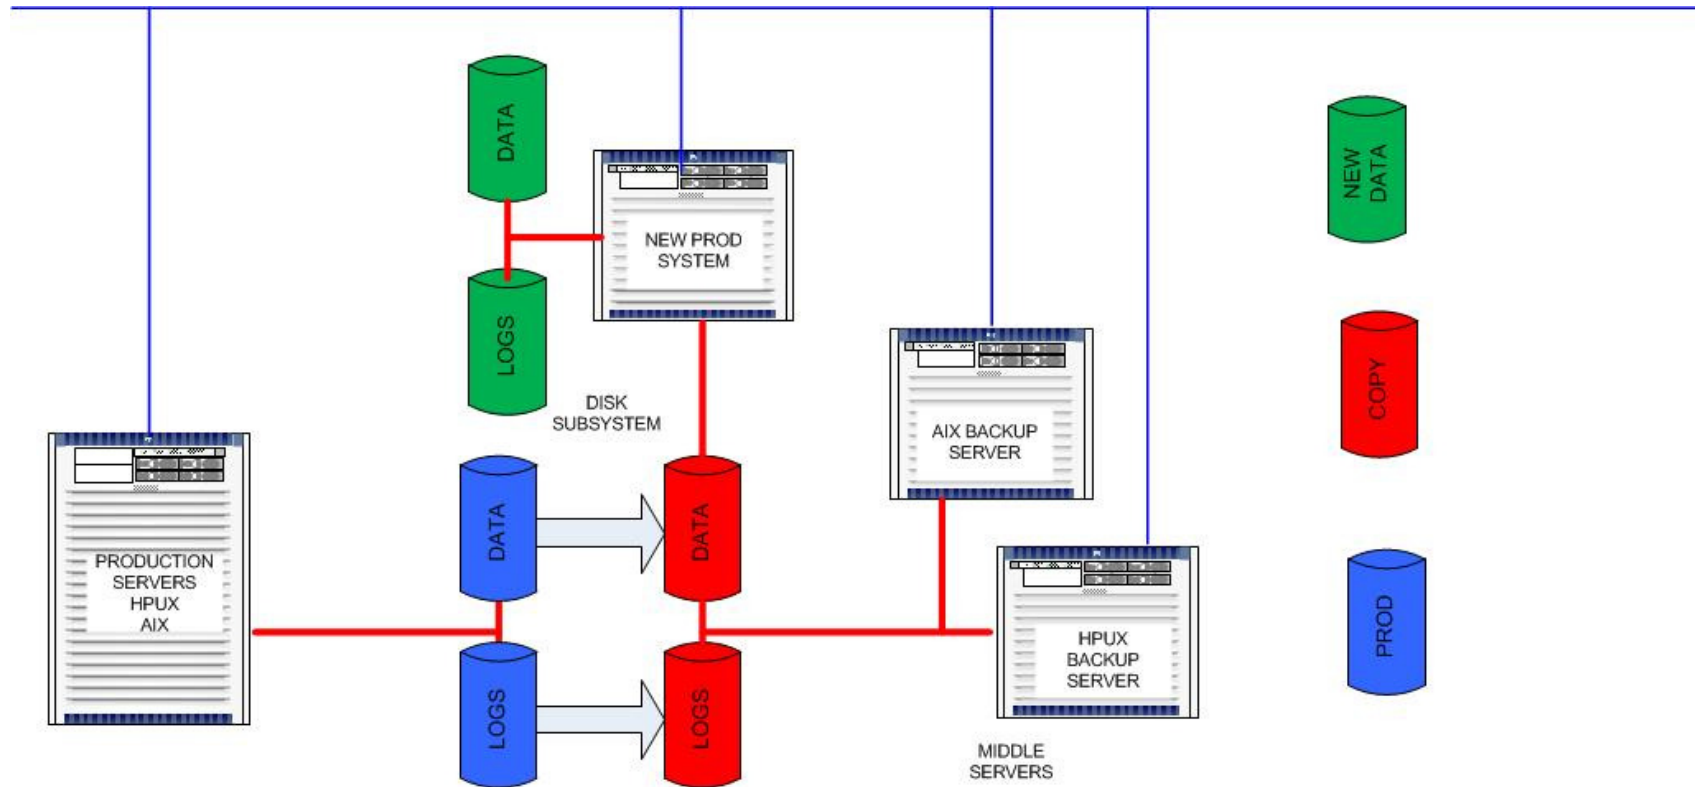 DATA
NEW PROD
SYSTEM
LOGS
DISK
SUBSYSTEM
NEW
DATA
COPY
PROD
AIX BACKUP
SERVER
PRODUCTION
SERVERS
HPUX
AIX
DATA
DATA
LOGS
LOGS
HPUX
BACKUP
SERVER
MIDDLE
SERVERS